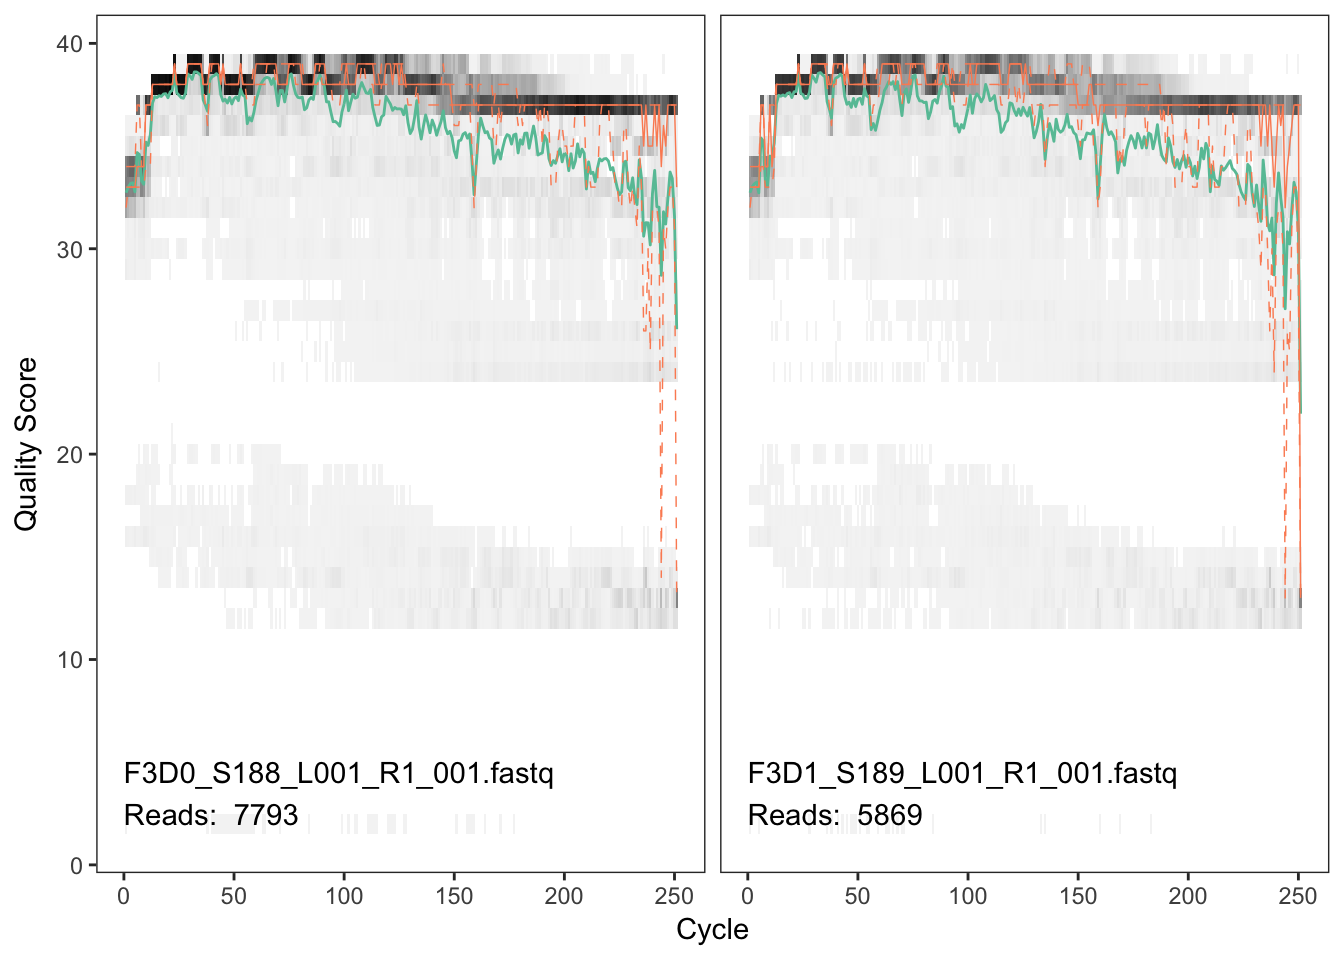 40
30
20
10
0
Quality Score
F3D0_S188_L001_R1_001.fastq
Reads: 7793
F3D1_S189_L001_R1_001.fastq
Reads: 5869
0 50 100 150 200 250
0 50 100 150 200 250
Cycle